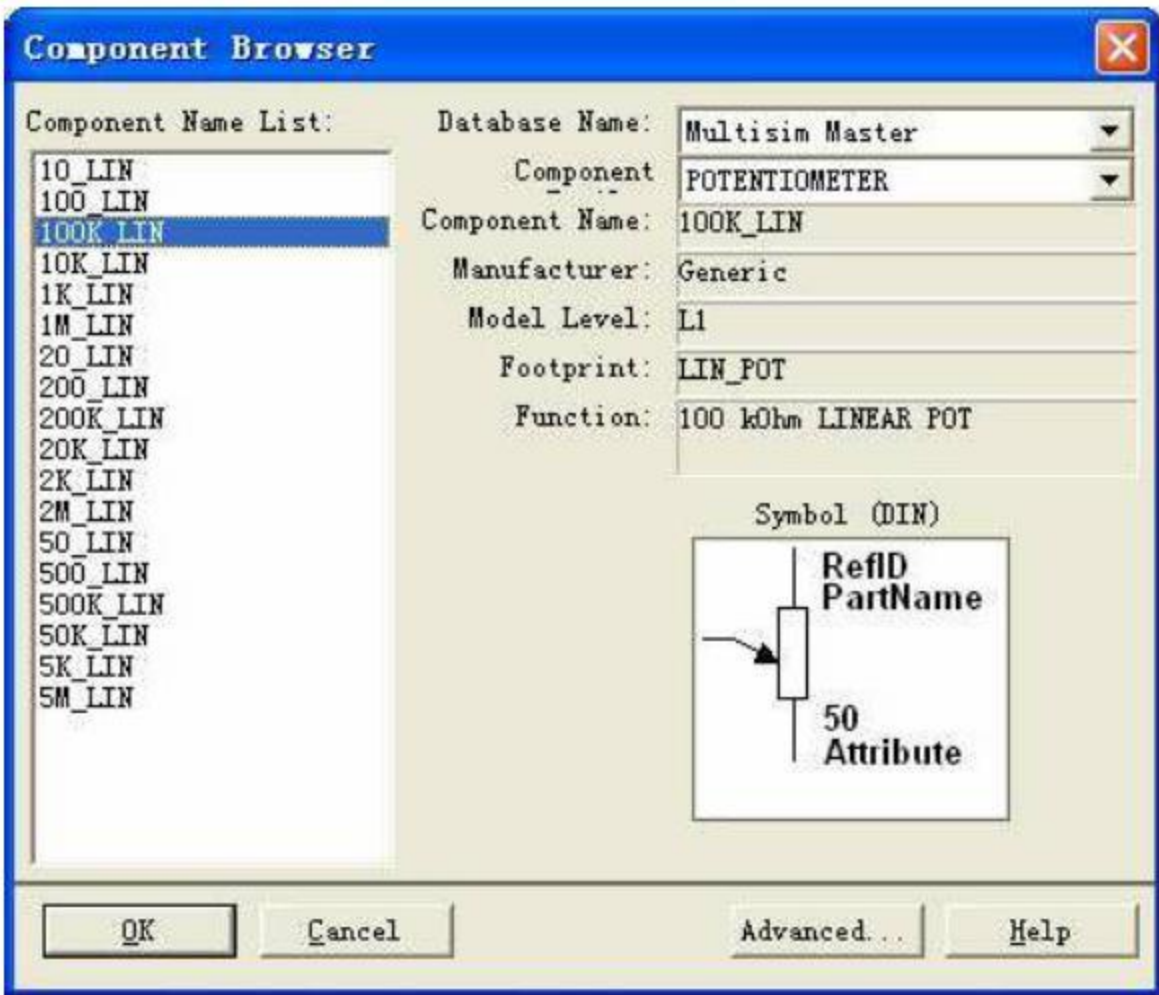 Component Browser
Component Name List:
10_LIN
100_LIN
100K_LIN
10K_LIN
1K_LIN
1M_LIN
20_LIN
200_LIN
200K_LIN
20K_LIN
2K_LIN
2M_LIN
50_LIN
500_LIN
500K_LIN
50K_LIN
5K_LIN
5M_LIN
Database Name: Multisim Master
Component POTENTIOMETER
Component Name: 100K_LIN
Manufacturer: Generic
Model Level: L1
Footprint: LIN_POT
Function: 100 kOhm LINEAR POT
Symbol (DIN)
RefID
PartName
50
Attribute
OK Cancel Advanced... Help